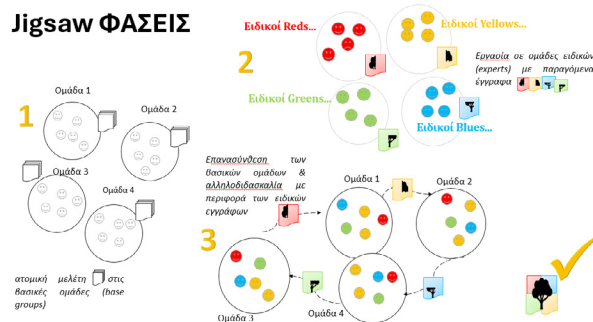 Jigsaw ΦΑΣΕΙΣ
1
Ομάδα 1
Ομάδα 2
Ομάδα 3
Ομάδα 4
ατομική μελέτη στις
βασικές ομάδες (base
groups)
2
Ειδικοί Reds...
Ειδικοί Yellows...
Ειδικοί Greens...
Ειδικοί Blues...
Εργασία σε ομάδες ειδικών
(experts) με παραγόμενα
έγγραφα
3
Επανασύνθεση των
βασικών ομάδων &
αλληλοδιδασκαλία με
περιφορά των ειδικών
εγγράφων
Ομάδα 1
Ομάδα 2
Ομάδα 3
Ομάδα 4